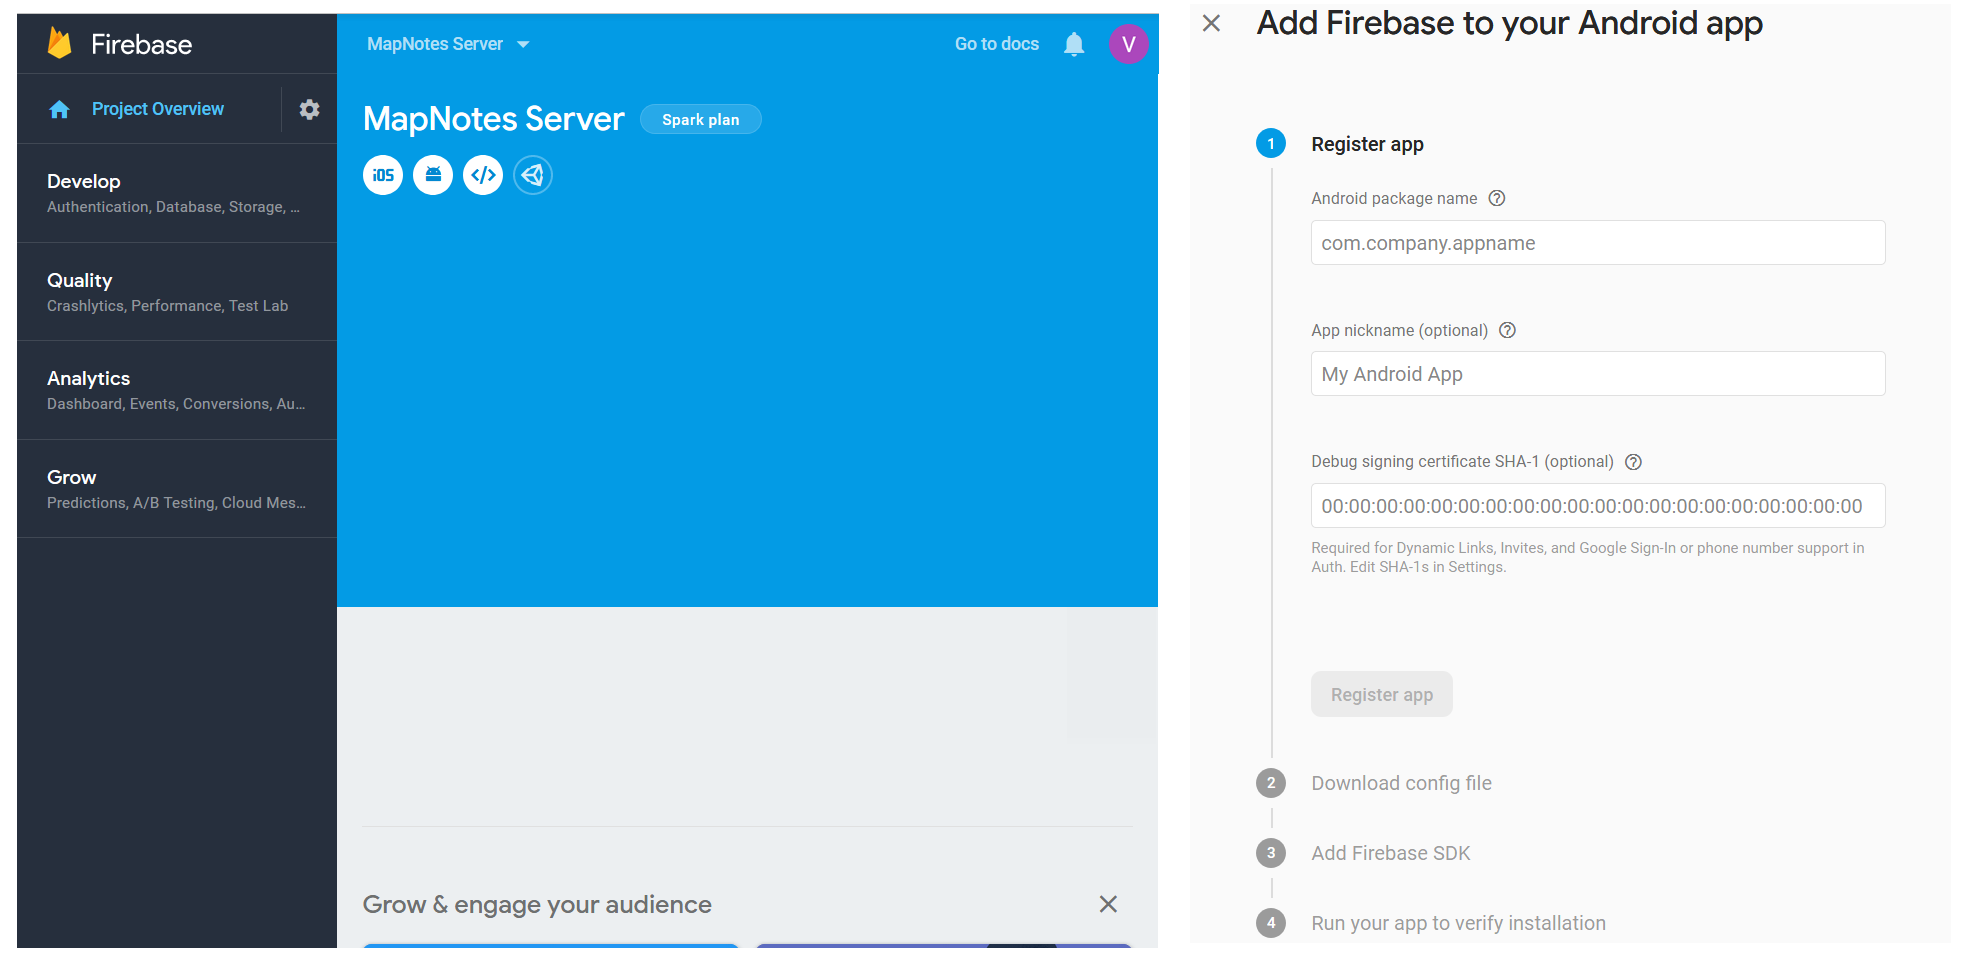 Firebase
Project Overview
Develop
Authentication, Database, Storage, ...
Quality
Crashlytics, Performance, Test Lab
Analytics
Dashboard, Events, Conversions, Au...
Grow
Predictions, A/B Testing, Cloud Mes...
MapNotes Server
Go to docs
V
MapNotes Server
Spark plan
iOS
</>
Grow & engage your audience
Add Firebase to your Android app
1 Register app
Android package name ?
com.company.appname
App nickname (optional) ?
My Android App
Debug signing certificate SHA-1 (optional) ?
00:00:00:00:00:00:00:00:00:00:00:00:00:00:00:00:00:00:00:00
Required for Dynamic Links, Invites, and Google Sign-In or phone number support in
Auth. Edit SHA-1s in Settings.
Register app
2 Download config file
3 Add Firebase SDK
4 Run your app to verify installation